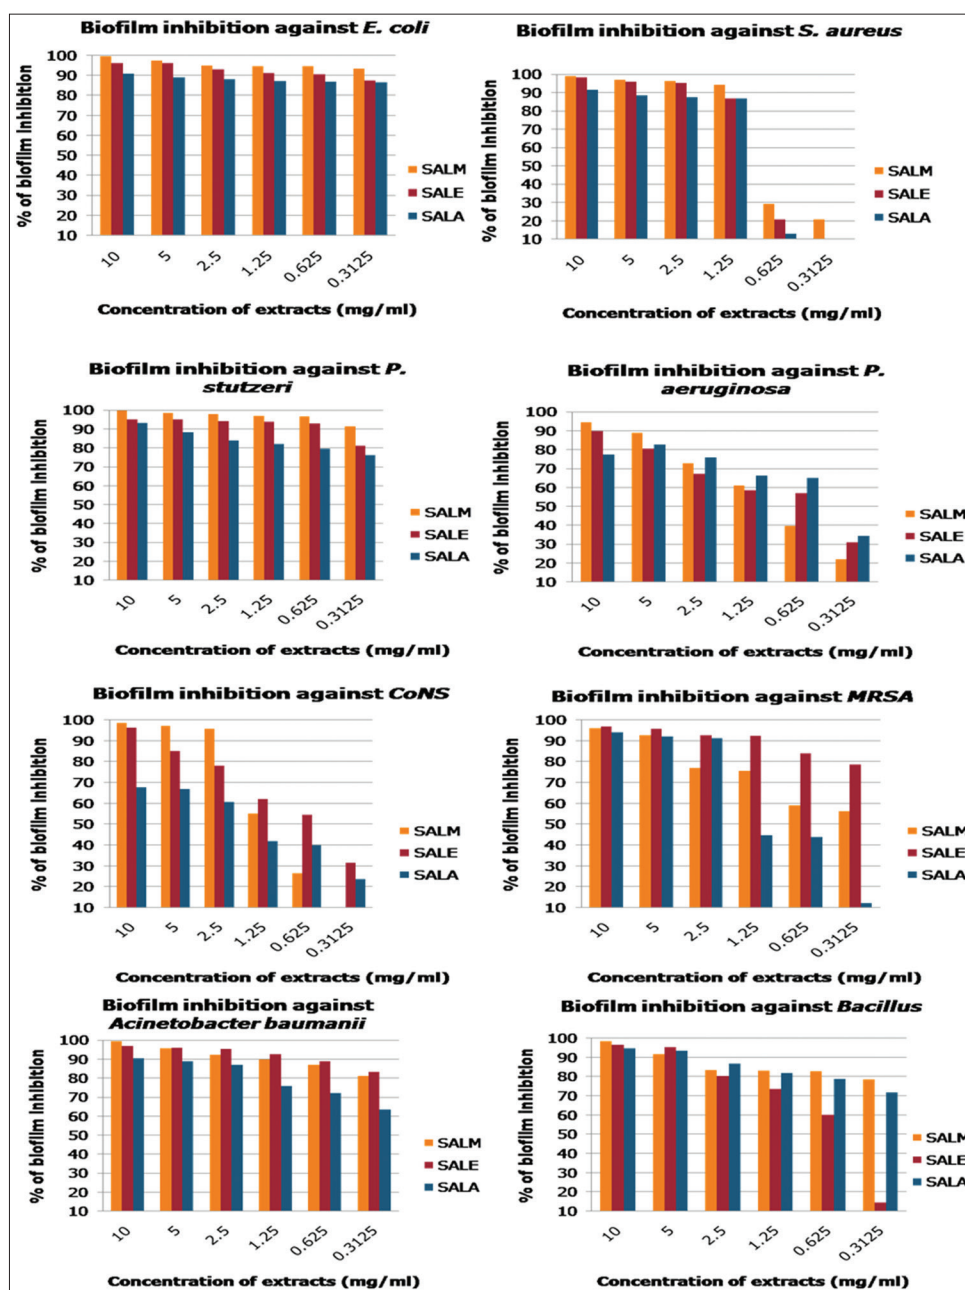 Biofilm inhibition against E. coli
% of biofilm inhibition
100
90
80
70
60
50
40
30
20
10
10
5
2.5
1.25
0.625
0.3125
Concentration of extracts (mg/ml)
SALM
SALE
SALA
Biofilm inhibition against S. aureus
% of biofilm inhibition
100
90
80
70
60
50
40
30
20
10
10
5
2.5
1.25
0.625
0.3125
Concentration of extracts (mg/ml)
SALM
SALE
SALA
Biofilm inhibition against P.
stutzeri
% of biofilm inhibition
100
90
80
70
60
50
40
30
20
10
10
5
2.5
1.25
0.625
0.3125
Concentration of extracts (mg/ml)
SALM
SALE
SALA
Biofilm inhibition against P.
aeruginosa
% of biofilm inhibition
100
90
80
70
60
50
40
30
20
10
10
5
2.5
1.25
0.625
0.3125
Concentration of extracts (mg/ml)
SALM
SALE
SALA
Biofilm inhibition against CoNS
% of biofilm inhibition
100
90
80
70
60
50
40
30
20
10
10
5
2.5
1.25
0.625
0.3125
Concentration of extracts (mg/ml)
SALM
SALE
SALA
Biofilm inhibition against MRSA
% of biofilm inhibition
100
90
80
70
60
50
40
30
20
10
10
5
2.5
1.25
0.625
0.3125
Concentration of extracts (mg/ml)
SALM
SALE
SALA
Biofilm inhibition against
Acinetobacter baumanii
% of biofilm inhibition
100
90
80
70
60
50
40
30
20
10
10
5
2.5
1.25
0.625
0.3125
Concentration of extracts (mg/ml)
SALM
SALE
SALA
Biofilm inhibition against Bacillus
% of biofilm inhibition
100
90
80
70
60
50
40
30
20
10
10
5
2.5
1.25
0.625
0.3125
Concentration of extracts (mg/ml)
SALM
SALE
SALA